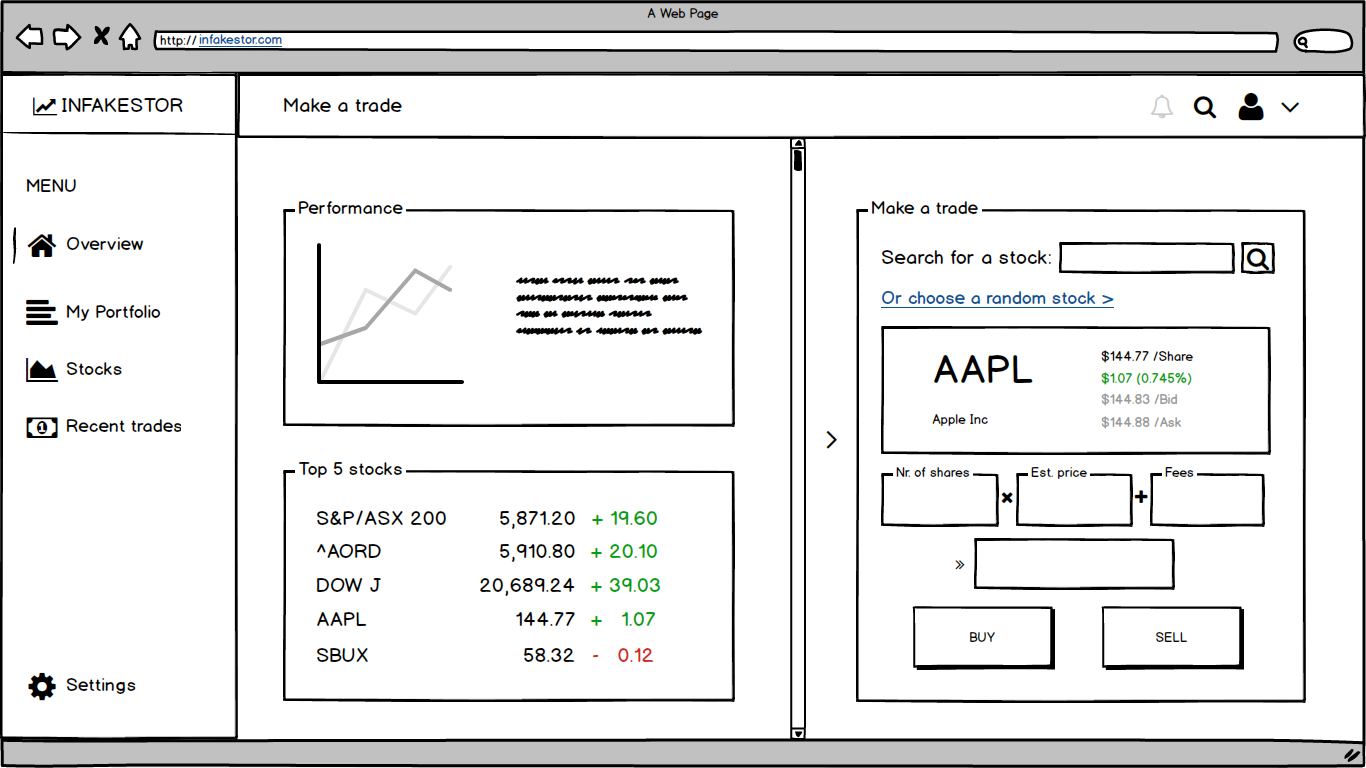 A Web Page
http://infakestor.com
INFAKESTOR
Make a trade
MENU
Overview
My Portfolio
Stocks
Recent trades
Settings
Performance
Top 5 stocks
S&P/ASX 200 5,871.20 + 19.60
^AORD 5,910.80 + 20.10
DOW J 20,689.24 + 39.03
AAPL 144.77 + 1.07
SBUX 58.32 - 0.12
>
Make a trade
Search for a stock:
Or choose a random stock >
AAPL
Apple Inc
$144.77 /Share
$1.07 (0.745%)
$144.83 /Bid
$144.88 /Ask
Nr. of shares × Est. price + Fees
»
BUY SELL